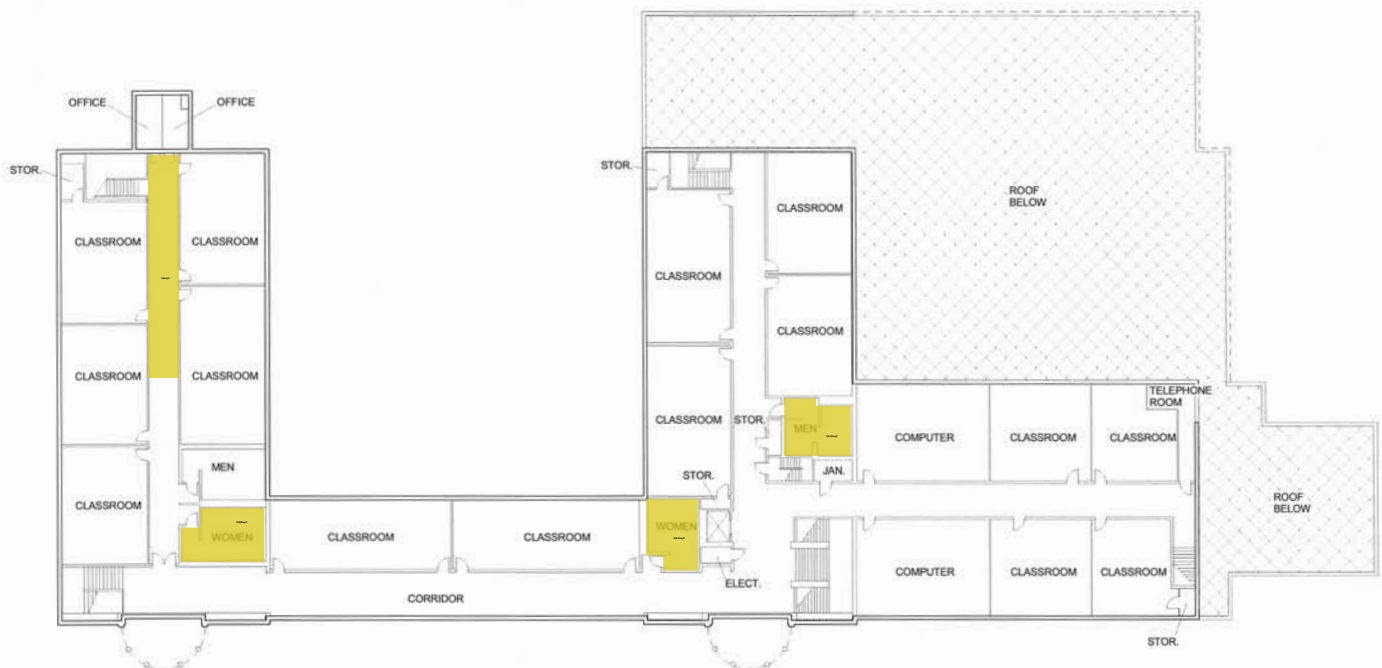 OFFICE
OFFICE
STOR.
STOR.
CLASSROOM
ROOF
BELOW
CLASSROOM
CLASSROOM
CLASSROOM
CLASSROOM
CLASSROOM
CLASSROOM
TELEPHONE
ROOM
CLASSROOM
STOR.
MEN
COMPUTER
CLASSROOM
CLASSROOM
MEN
JAN.
STOR.
CLASSROOM
ROOF
BELOW
WOMEN
CLASSROOM
CLASSROOM
WOMEN
COMPUTER
CLASSROOM
CLASSROOM
ELECT.
CORRIDOR
STOR.